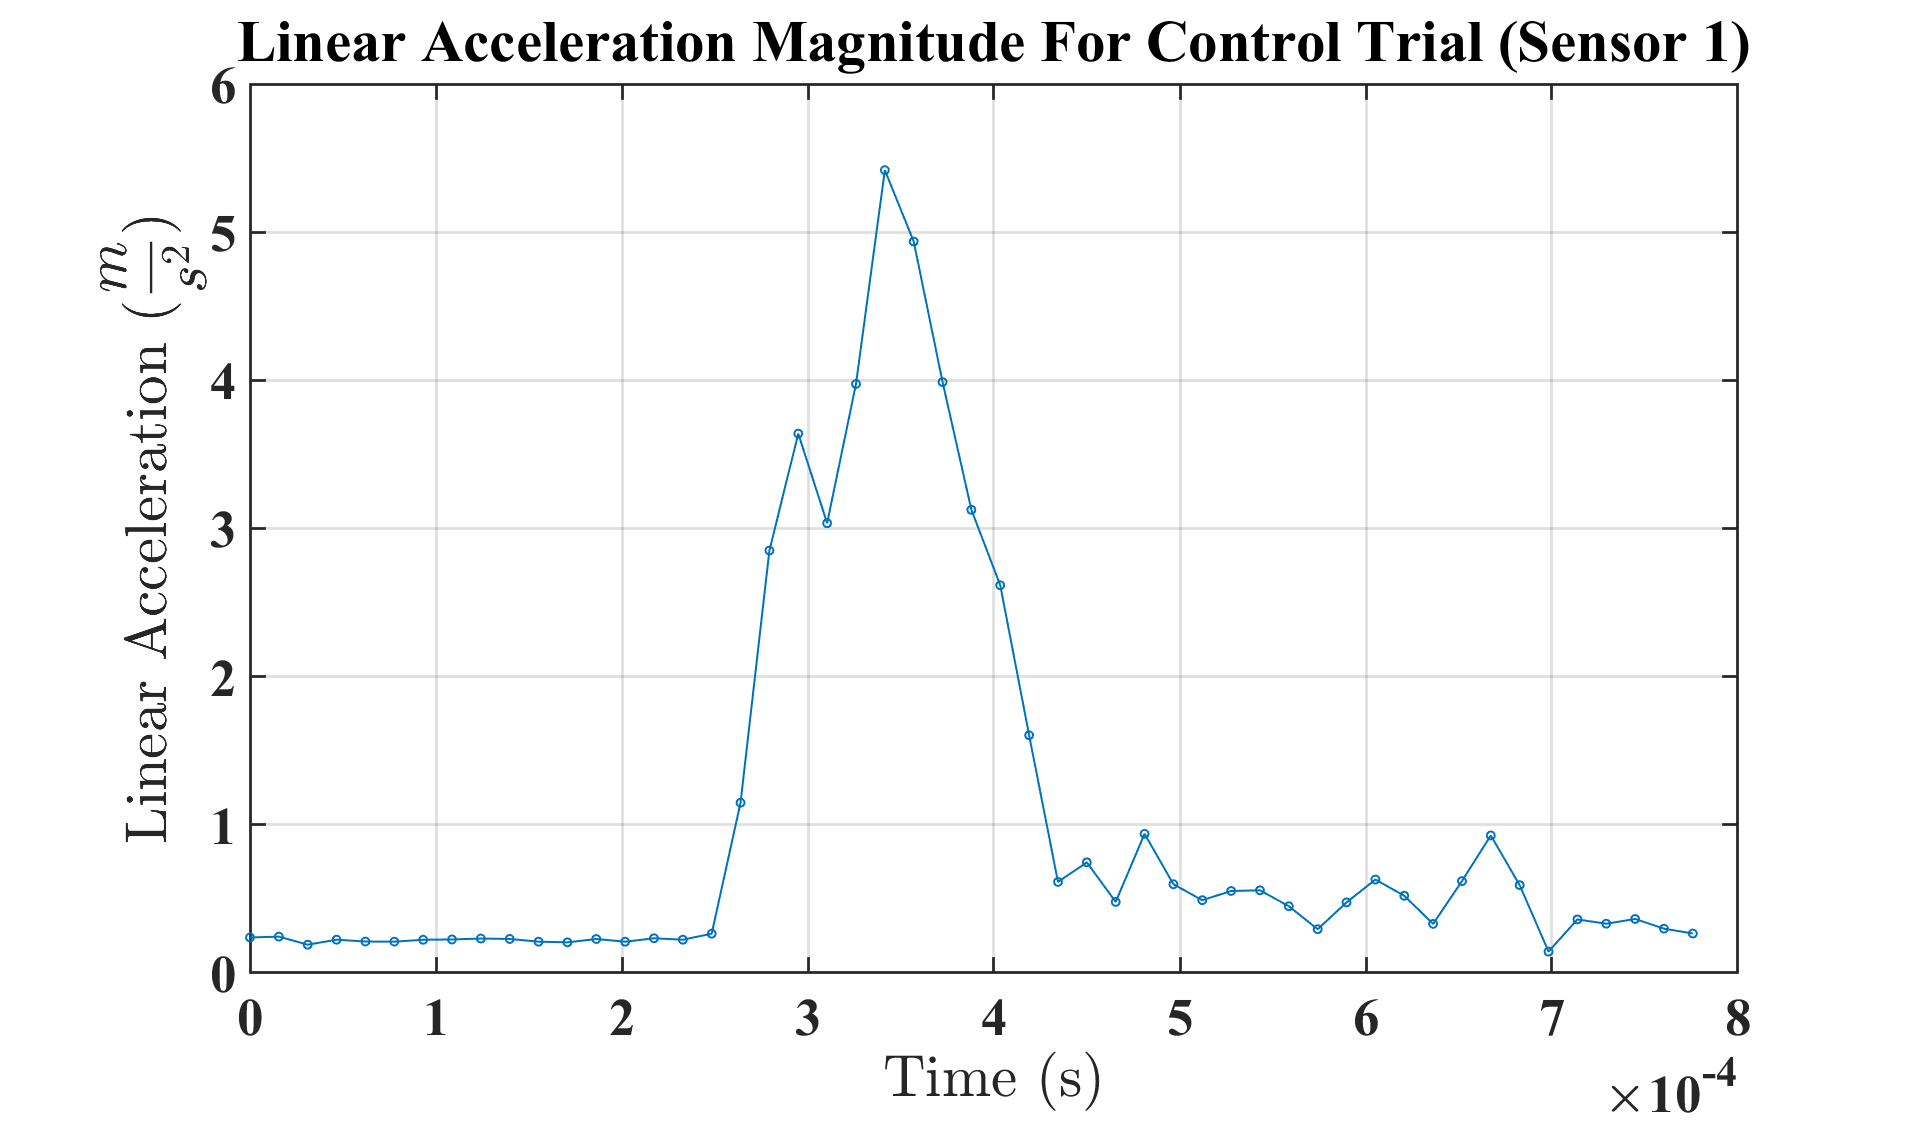 Linear Acceleration Magnitude For Control Trial (Sensor 1)
6
5
4
3
2
1
0
Linear Acceleration (m/s²)
0 1 2 3 4 5 6 7 8
Time (s)
×10⁻⁴